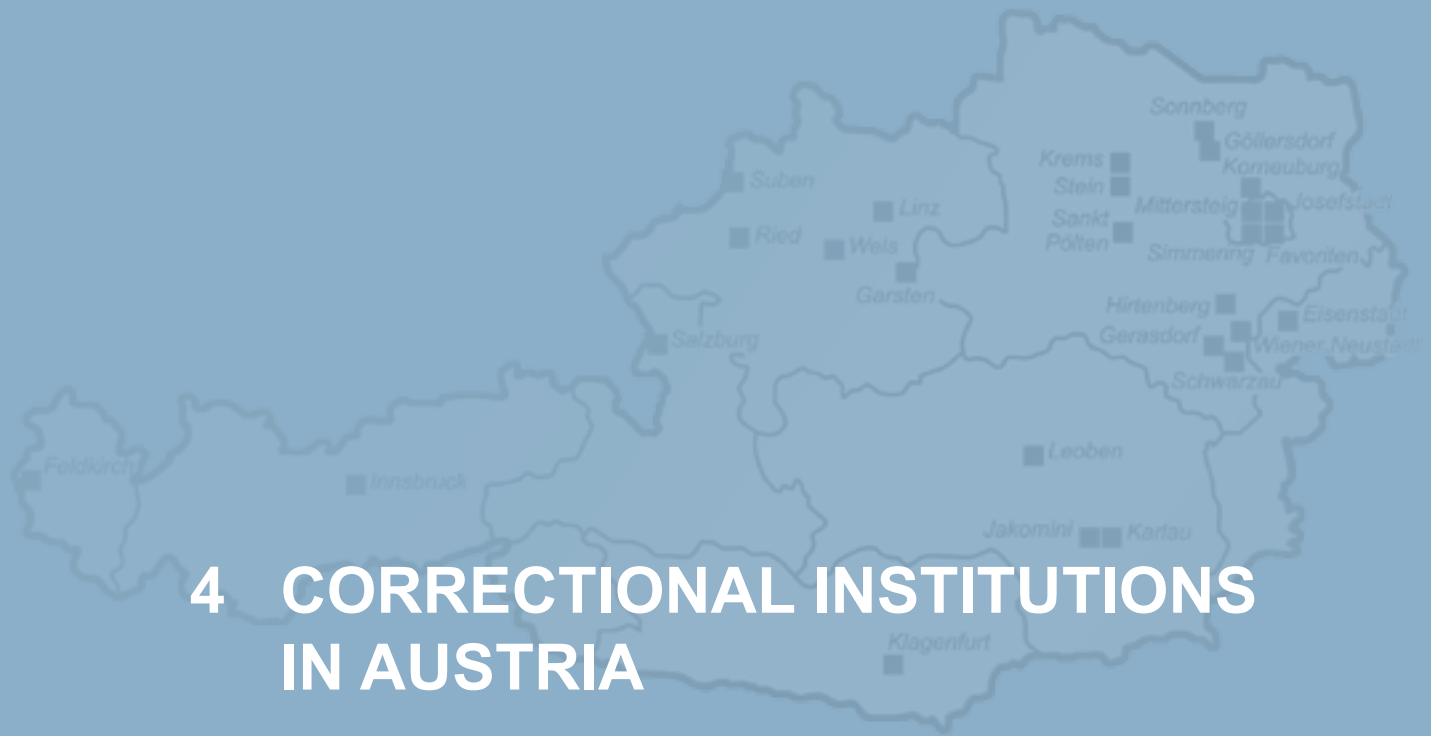 Sonnberg
Göllersdorf
Krems
Korneuburg
Suben
Stein
Linz
Mittersteig
Josefstadt
Sankt
Pölten
Ried
Wels
Simmering
Favoriten
Garsten
Hirtenberg
Eisenstadt
Salzburg
Gerasdorf
Wiener Neustadt
Schwarzau
Leoben
Feldkirch
Innsbruck
Jakomini
Karlau
4 CORRECTIONAL INSTITUTIONS
IN AUSTRIA
Klagenfurt